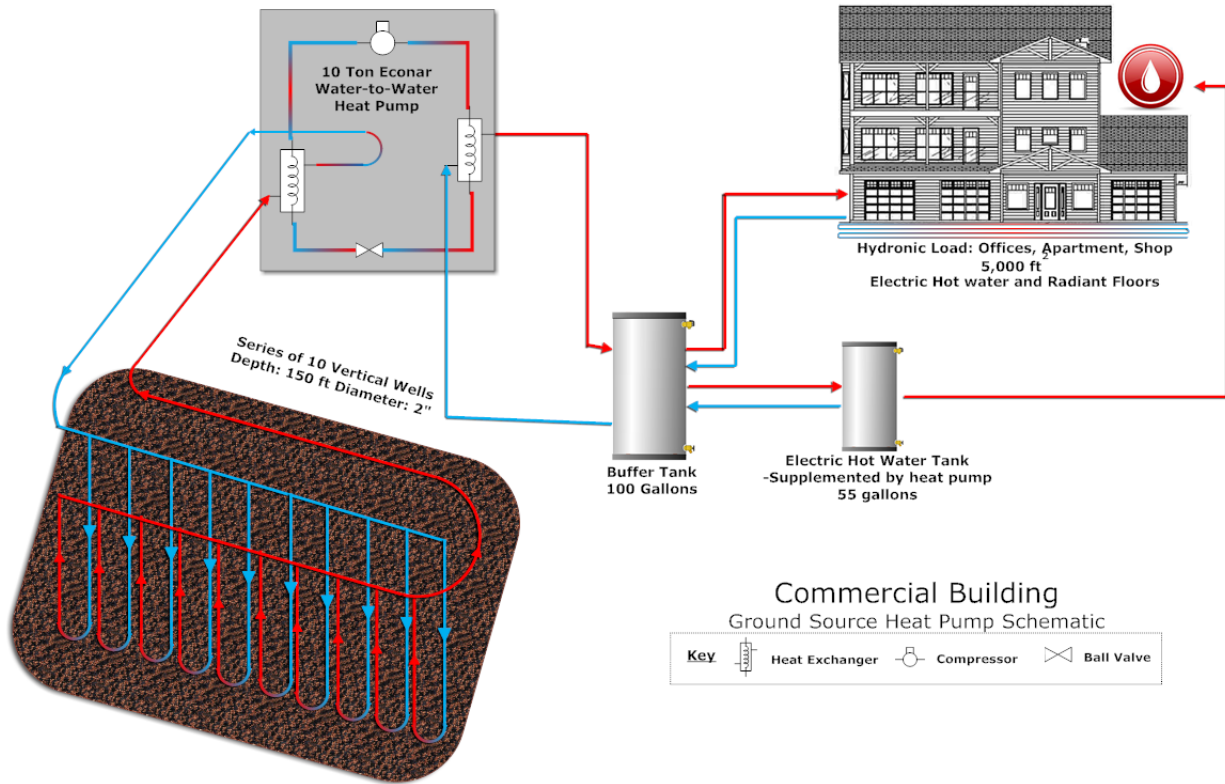 10 Ton Econar
Water-to-Water
Heat Pump
Hydronic Load: Offices, Apartment, Shop
5,000 ft2
Electric Hot water and Radiant Floors
Series of 10 Vertical Wells
Depth: 150 ft Diameter: 2"
Buffer Tank
100 Gallons
Electric Hot Water Tank
-Supplemented by heat pump
55 gallons
Commercial Building
Ground Source Heat Pump Schematic
Key Heat Exchanger Compressor Ball Valve